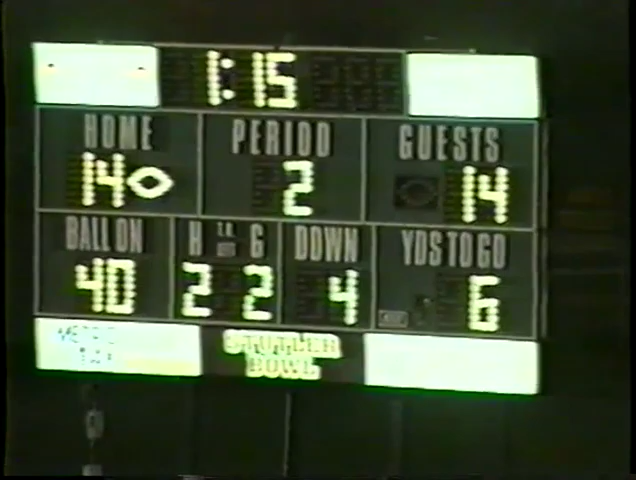 1:15
HOME PERIOD GUESTS
14 2 14
BALL ON H T.O. LEFT G DOWN YDS TO GO
40 2 2 4 6
BOWL